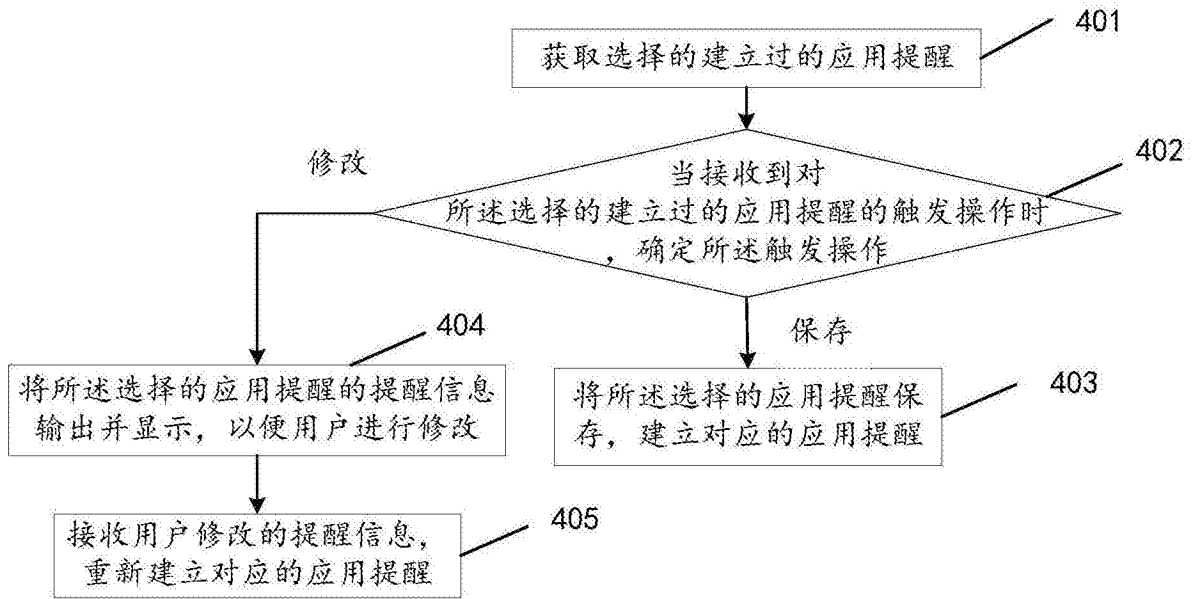 401
获取选择的建立过的应用提醒
402
修改
当接收到对
所述选择的建立过的应用提醒的触发操作时
，确定所述触发操作
404
保存
将所述选择的应用提醒的提醒信息
输出并显示，以便用户进行修改
403
将所述选择的应用提醒保
存，建立对应的应用提醒
405
接收用户修改的提醒信息，
重新建立对应的应用提醒